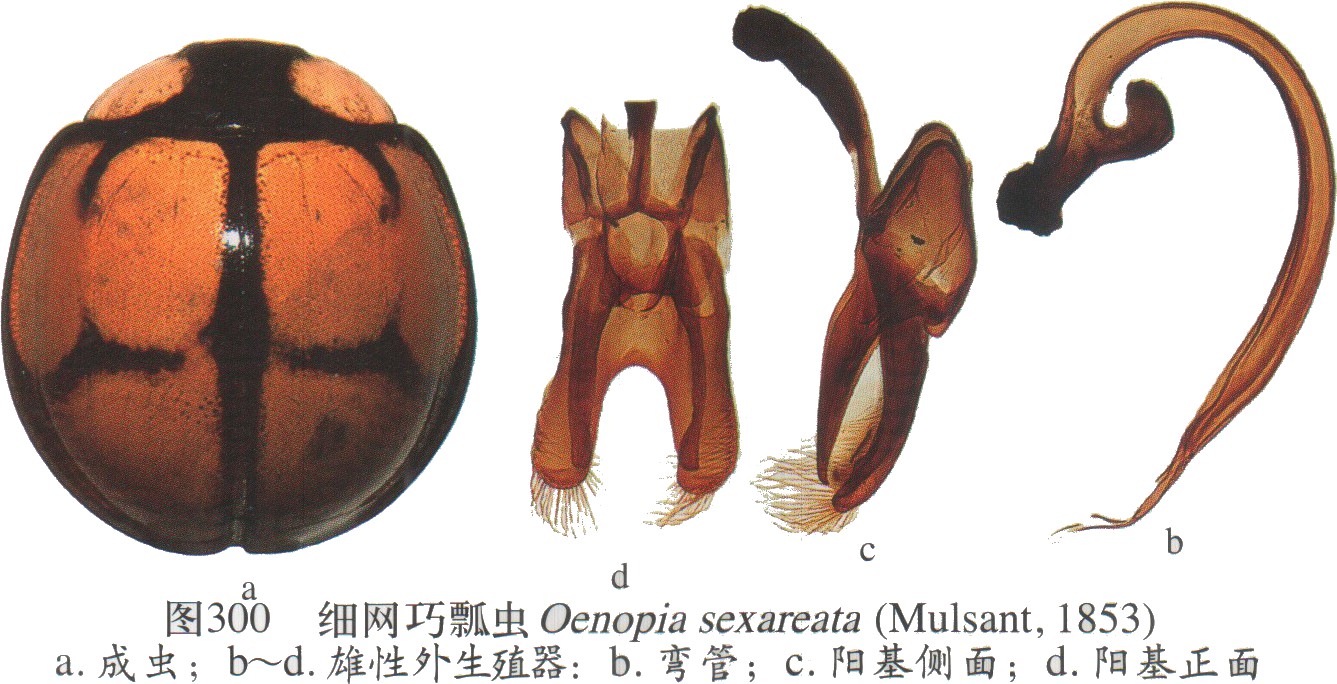 a
d
c
b
图300 细网巧瓢虫 Oenopia sexareata (Mulsant, 1853)
a. 成虫; b~d. 雄性外生殖器: b. 弯管; c. 阳基侧面; d. 阳基正面